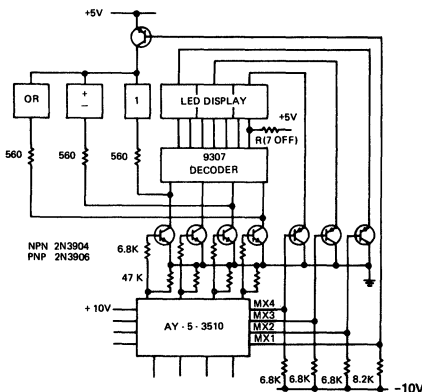 +5V
OR
+
–
1
LED DISPLAY
+5V
R(7 OFF)
560
560
560
9307
DECODER
NPN 2N3904
PNP 2N3906
6.8K
47 K
+ 10V
AY - 5 - 3510
MX4
MX3
MX2
MX1
6.8K
6.8K
6.8K
8.2K
–10V